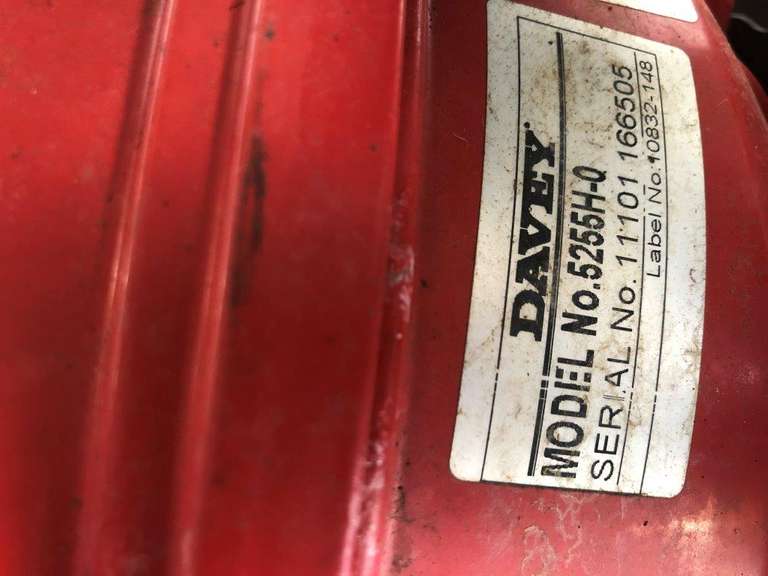 DAVEY
MODEL No.5255H-0
SERIAL No. 11101 166505
Label No. 10832-148